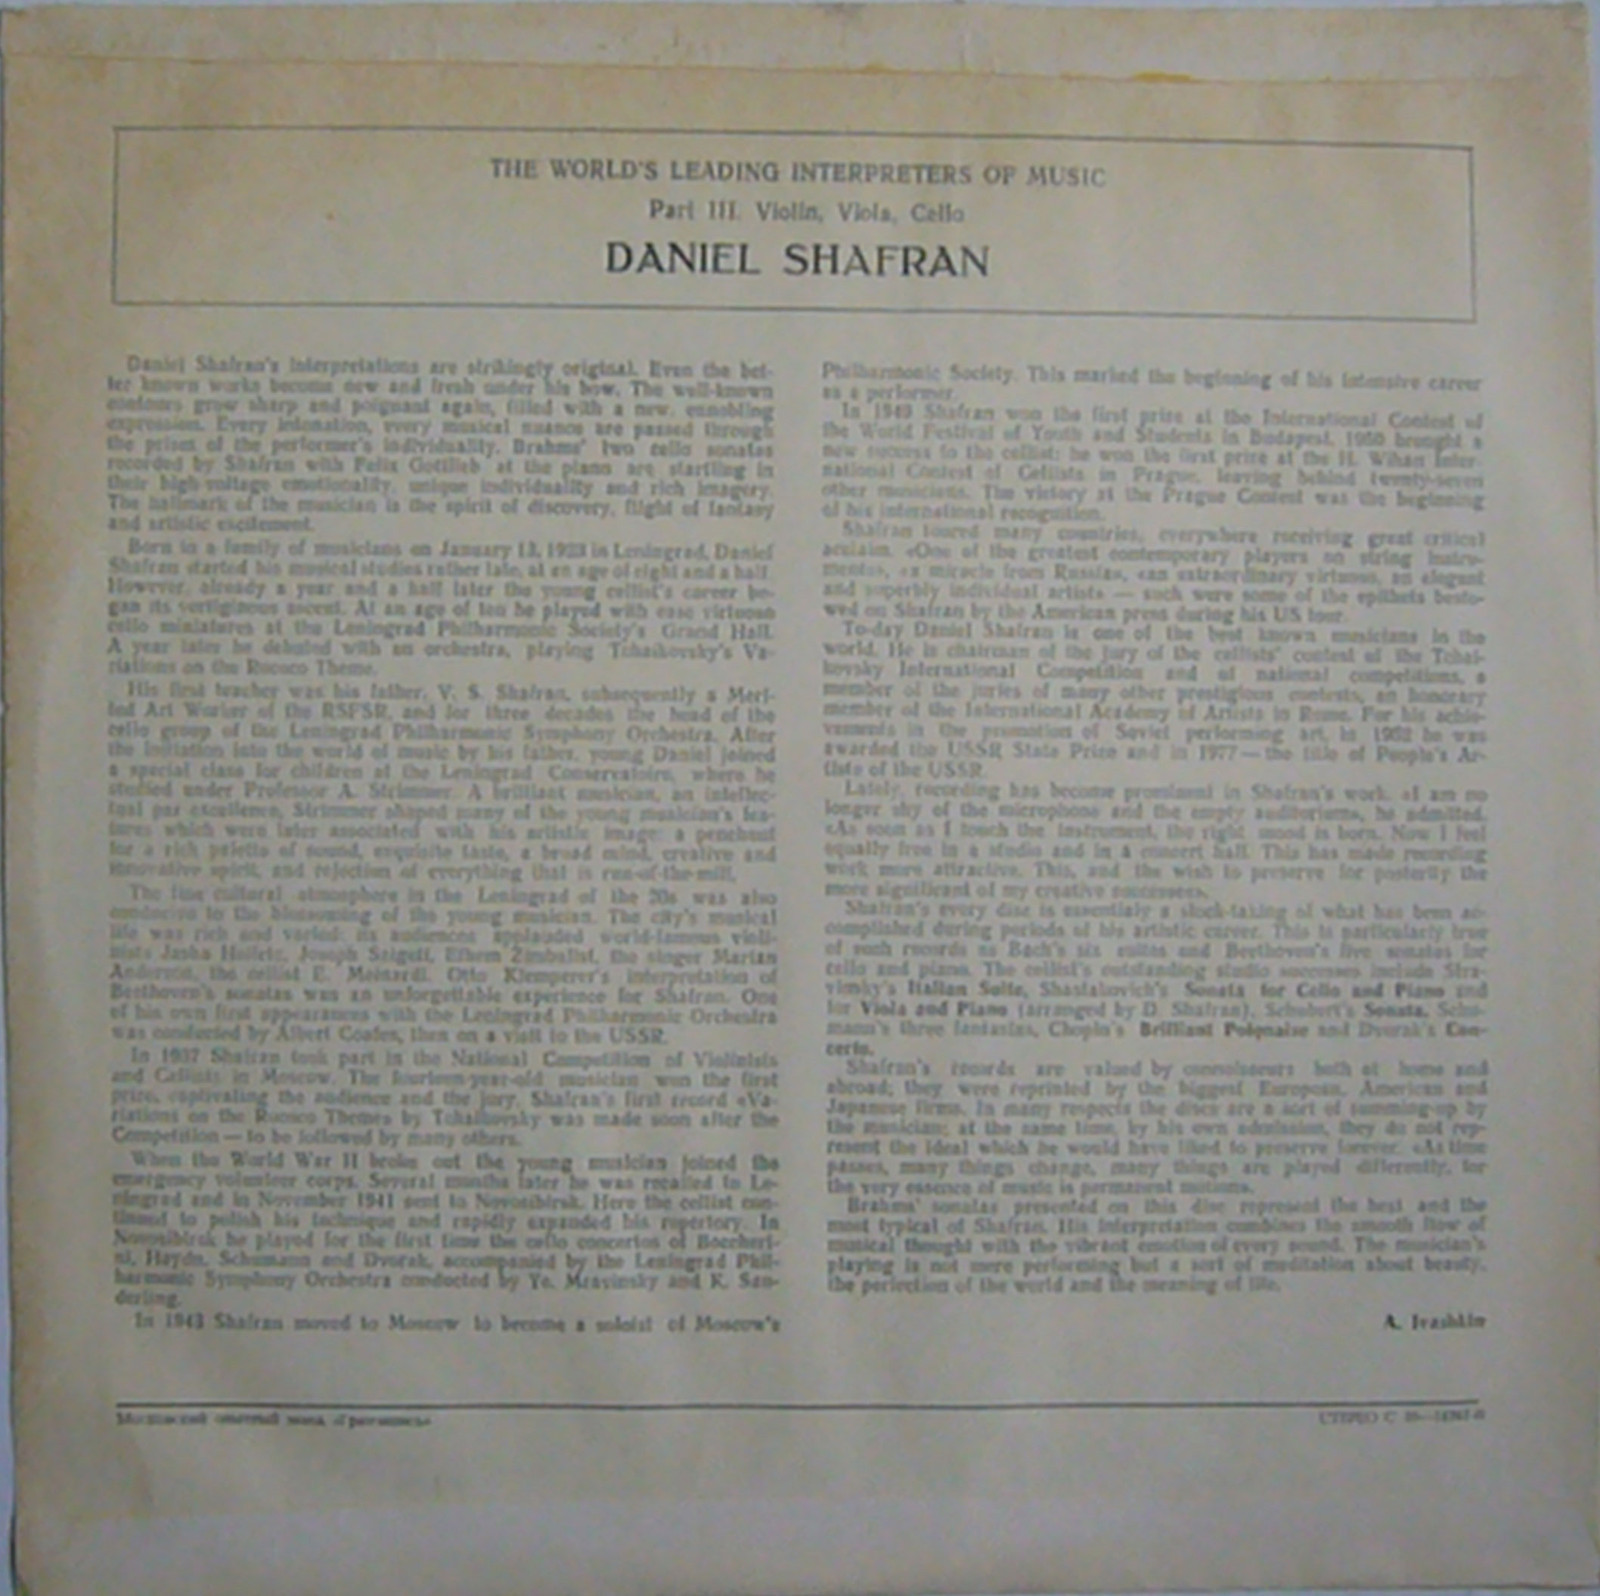 THE WORLD'S LEADING INTERPRETERS OF MUSIC
Part III. Violin, Viola, Cello
DANIEL SHAFRAN
Daniel Shafran's interpretations are strikingly original. Even the bet-
ter known works become new and fresh under his bow. The well-known
contours grow sharp and poignant again, filled with a new, ennobling
expression. Every intonation, every musical nuance are passed through
the prism of the performer's individuality. Brahms' two cello sonatas
recorded by Shafran with Felix Gottlieb at the piano are startling in
their high-voltage emotionality, unique individuality and rich imagery.
The hallmark of the musician is the spirit of discovery, flight of fantasy
and artistic excitement.
Born in a family of musicians on January 13, 1923 in Leningrad, Daniel
Shafran started his musical studies rather late, at an age of eight and a half.
However, already a year and a half later the young cellist's career be-
gan its vertiginous ascent. At an age of ten he played with ease virtuoso
cello miniatures at the Leningrad Philharmonic Society's Grand Hall.
A year later he debuted with an orchestra, playing Tchaikovsky's Va-
riations on the Rococo Theme.
His first teacher was his father, V. S. Shafran, subsequently a Meri-
ted Art Worker of the RSFSR, and for three decades the head of the
cello group of the Leningrad Philharmonic Symphony Orchestra. After
the initiation into the world of music by his father, young Daniel joined
a special class for children at the Leningrad Conservatoire, where he
studied under Professor A. Strimmer. A brilliant musician, an intellec-
tual par excellence, Strimmer shaped many of the young musician's fea-
tures which were later associated with his artistic image: a penchant
for a rich palette of sound, exquisite taste, a broad mind, creative and
innovative spirit, and rejection of everything that is run-of-the-mill.
The fine cultural atmosphere in the Leningrad of the 30s was also
conducive to the blossoming of the young musician. The city's musical
life was rich and varied: its audiences applauded world-famous violi-
nists Jasha Heifetz, Joseph Szigeti, Efrem Zimbalist, the singer Marian
Anderson, the cellist E. Meinardi. Otto Klemperer's interpretation of
Beethoven's sonatas was an unforgettable experience for Shafran. One
of his own first appearances with the Leningrad Philharmonic Orchestra
was conducted by Albert Coates, then on a visit to the USSR.
In 1937 Shafran took part in the National Competition of Violinists
and Cellists in Moscow. The fourteen-year-old musician won the first
prize, captivating the audience and the jury. Shafran's first record «Va-
riations on the Rococo Theme» by Tchaikovsky was made soon after the
Competition — to be followed by many others.
When the World War II broke out the young musician joined the
emergency volunteer corps. Several months later he was recalled to Le-
ningrad and in November 1941 sent to Novosibirsk. Here the cellist con-
tinued to polish his technique and rapidly expanded his repertory. In
Novosibirsk he played for the first time the cello concertos of Boccheri-
ni, Haydn, Schumann and Dvorak, accompanied by the Leningrad Phil-
harmonic Symphony Orchestra conducted by Ye. Mravinsky and K. San-
derling.
In 1943 Shafran moved to Moscow to become a soloist of Moscow's
Philharmonic Society. This marked the beginning of his intensive career
as a performer.
In 1949 Shafran won the first prize at the International Contest of
the World Festival of Youth and Students in Budapest. 1950 brought a
new success to the cellist: he won the first prize at the H. Wihan Inter-
national Contest of Cellists in Prague, leaving behind twenty-seven
other musicians. The victory at the Prague Contest was the beginning
of his international recognition.
Shafran toured many countries, everywhere receiving great critical
acclaim. «One of the greatest contemporary players on string instru-
ments», «a miracle from Russia», «an extraordinary virtuoso, an elegant
and superbly individual artist» — such were some of the epithets besto-
wed on Shafran by the American press during his US tour.
To-day Daniel Shafran is one of the best known musicians in the
world. He is chairman of the jury of the cellists' contest of the Tchai-
kovsky International Competition and of national competitions, a
member of the juries of many other prestigious contests, an honorary
member of the International Academy of Artists in Rome. For his achie-
vements in the promotion of Soviet performing art, in 1952 he was
awarded the USSR State Prize and in 1977 — the title of People's Ar-
tiste of the USSR.
Lately, recording has become prominent in Shafran's work. «I am no
longer shy of the microphone and the empty auditorium», he admitted.
«As soon as I touch the instrument, the right mood is born. Now I feel
equally free in a studio and in a concert hall. This has made recording
work more attractive. This, and the wish to preserve for posterity the
more significant of my creative successes».
Shafran's every disc is essentialy a stock-taking of what has been ac-
complished during periods of his artistic career. This is particularly true
of such records as Bach's six suites and Beethoven's five sonatas for
cello and piano. The cellist's outstanding studio successes include Stra-
vinsky's Italian Suite, Shostakovich's Sonata for Cello and Piano and
for Viola and Piano (arranged by D. Shafran), Schubert's Sonata, Schu-
mann's three fantasias, Chopin's Brilliant Polonaise and Dvorak's Con-
certo.
Shafran's records are valued by connoisseurs both at home and
abroad; they were reprinted by the biggest European, American and
Japanese firms. In many respects the discs are a sort of summing-up by
the musician; at the same time, by his own admission, they do not rep-
resent the ideal which he would have liked to preserve forever. «As time
passes, many things change, many things are played differently, for
the very essence of music is permanent motion».
Brahms' sonatas presented on this disc represent the best and the
most typical of Shafran. His interpretation combines the smooth flow of
musical thought with the vibrant emotion of every sound. The musician's
playing is not mere performing but a sort of meditation about beauty,
the perfection of the world and the meaning of life.
A. Ivashkin
Московский опытный завод «Грамзапись»
СТЕРЕО С